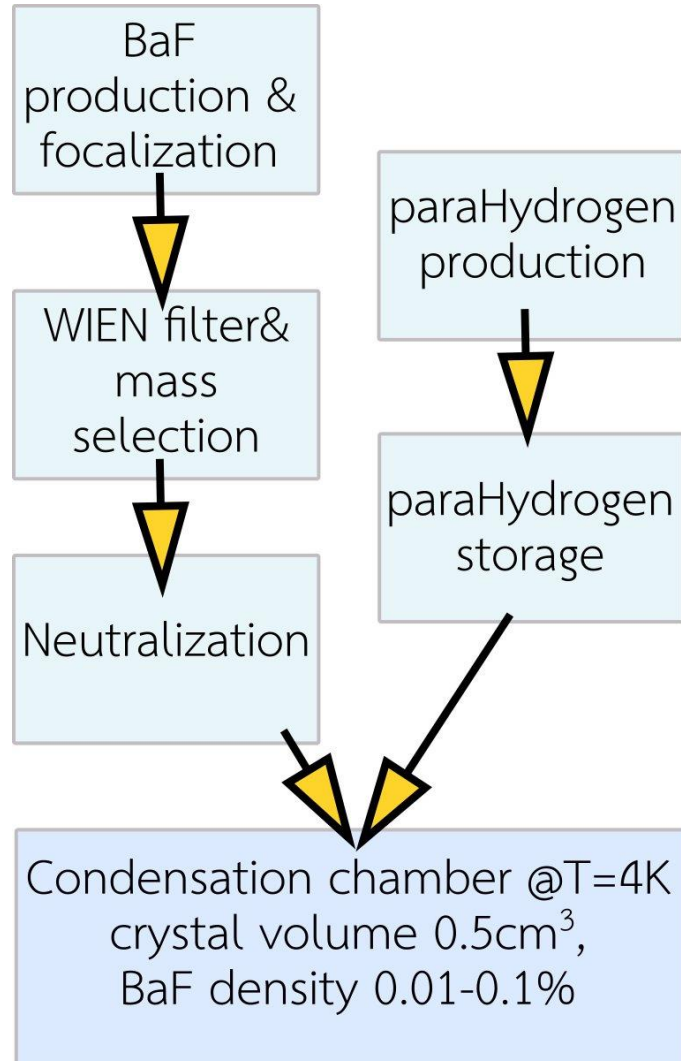 BaF
production &
focalization
WIEN filter&
mass
selection
Neutralization
paraHydrogen
production
paraHydrogen
storage
Condensation chamber @T=4K
crystal volume 0.5cm³,
BaF density 0.01-0.1%